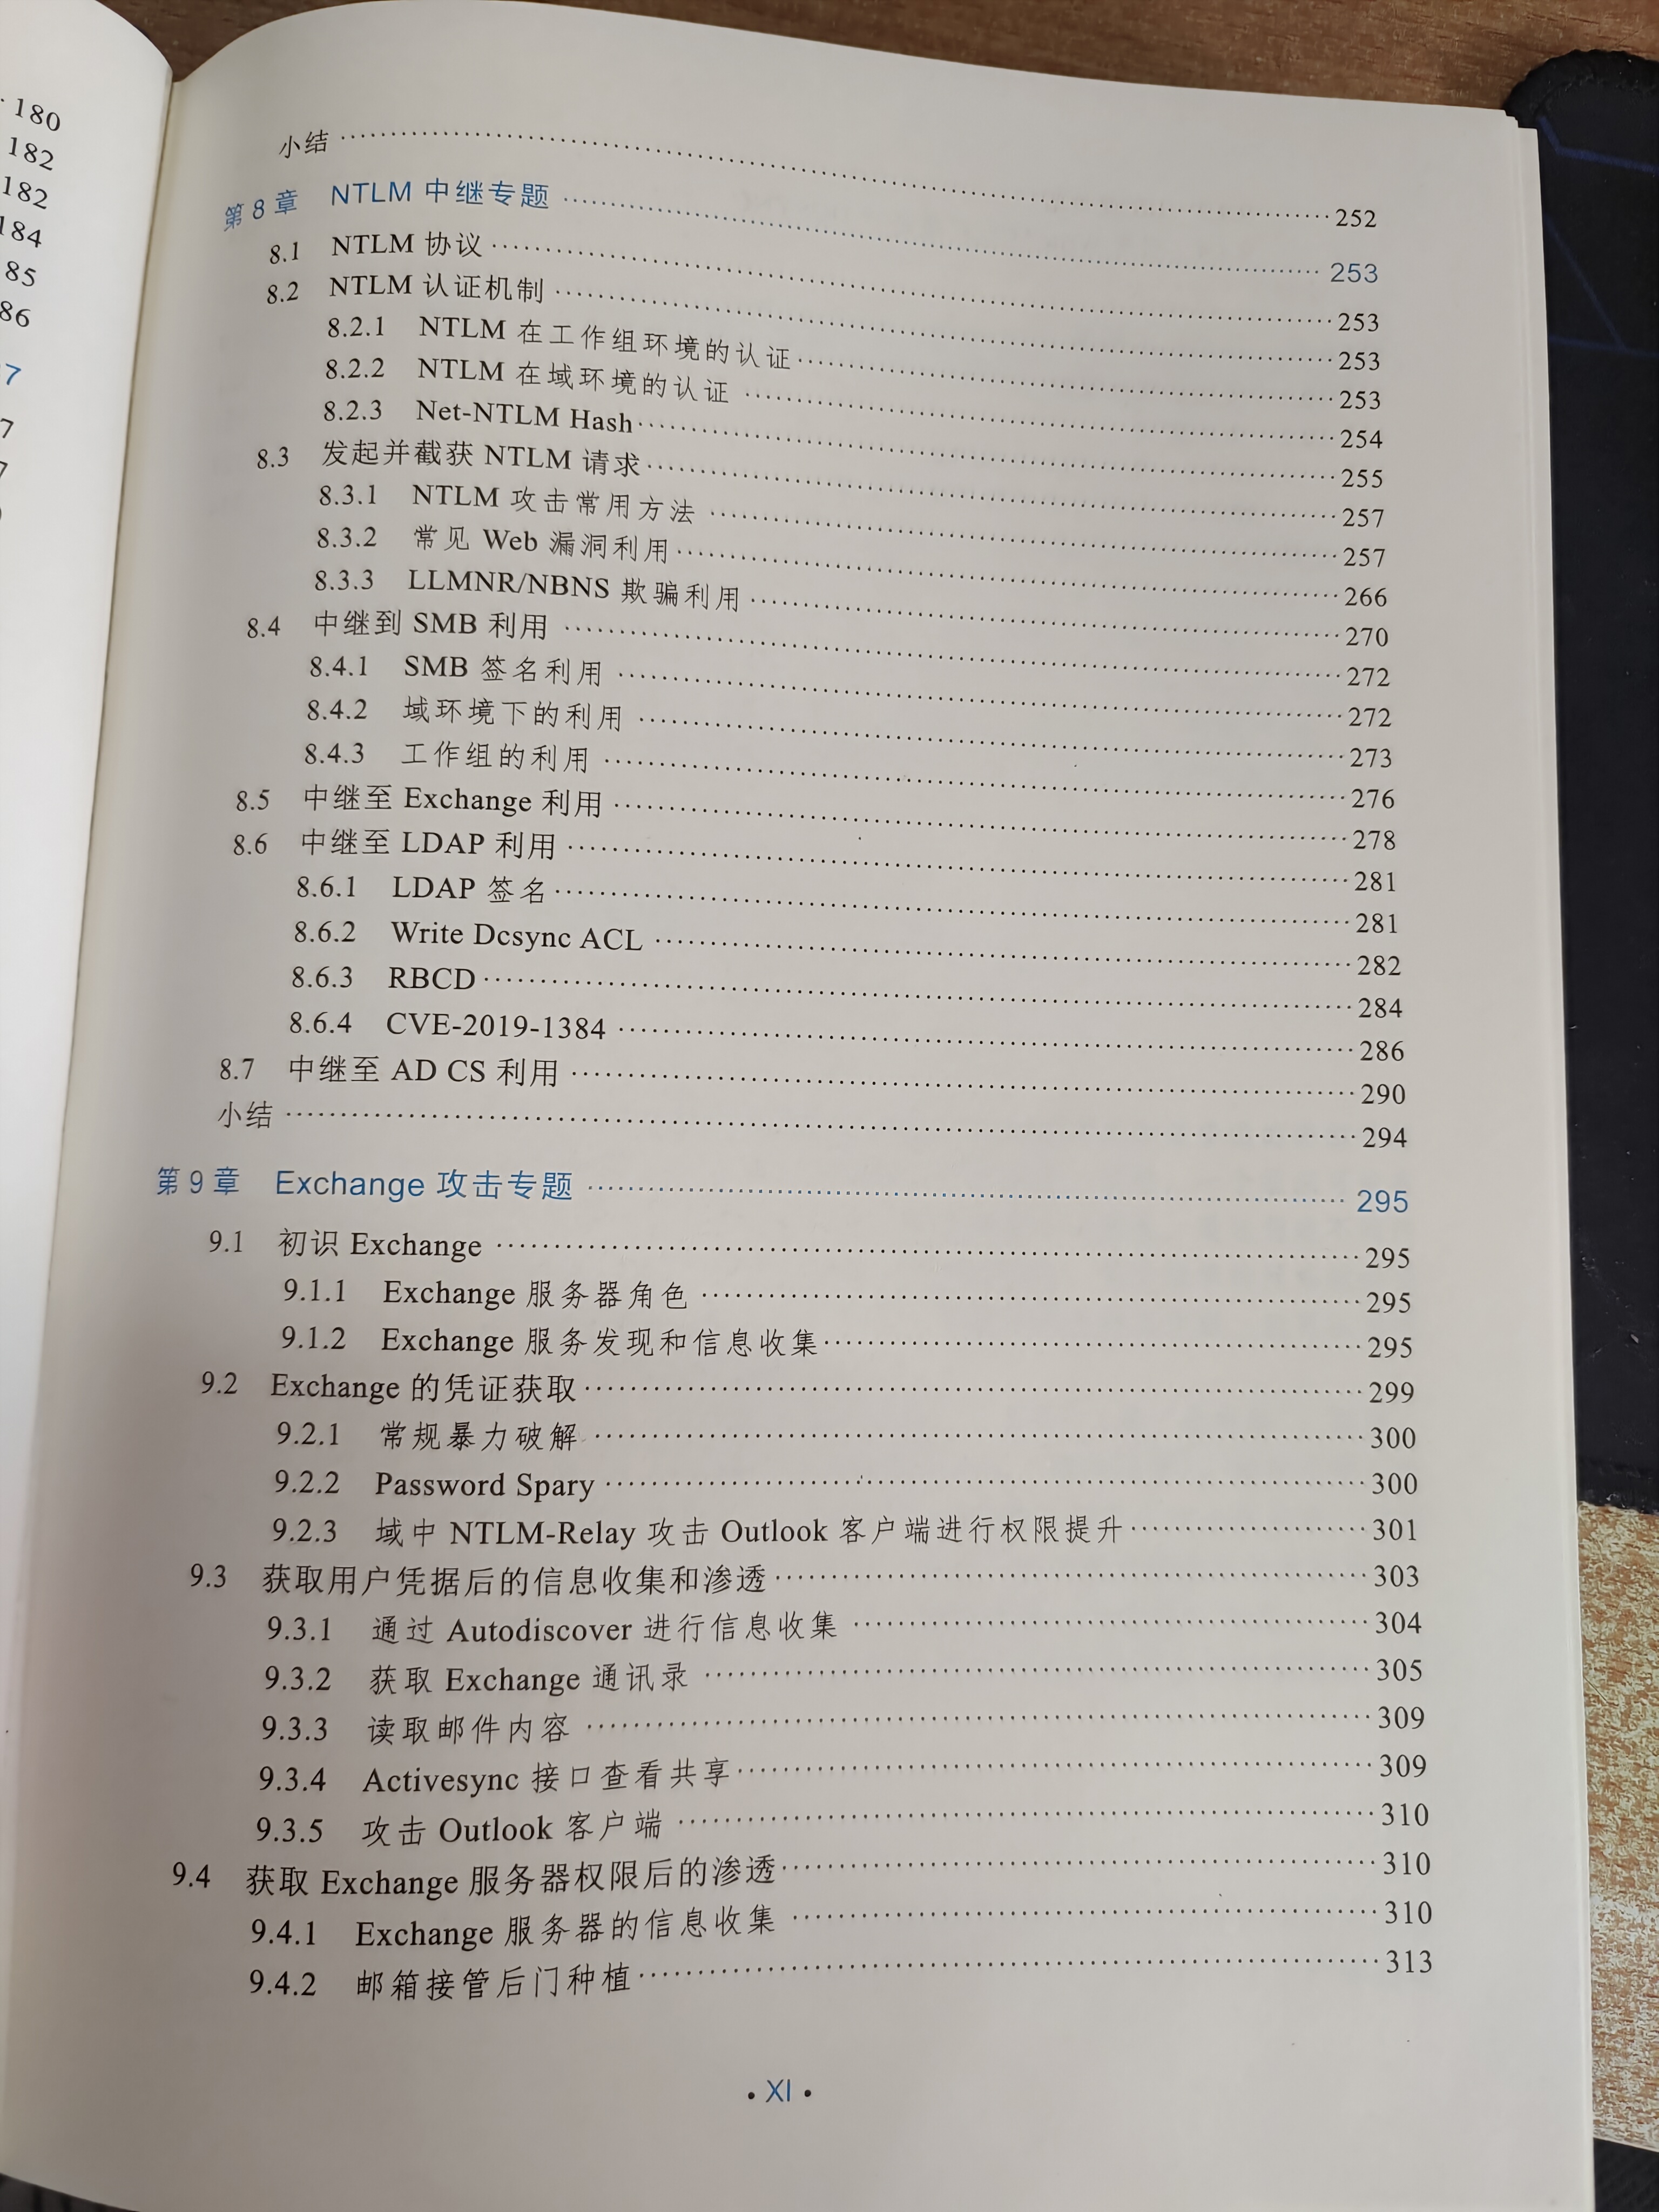 180
182
182
184
85
86
7
7
7
小结 252
第8章 NTLM 中继专题 253
8.1 NTLM 协议 253
8.2 NTLM 认证机制 253
8.2.1 NTLM 在工作组环境的认证 253
8.2.2 NTLM 在域环境的认证 254
8.2.3 Net-NTLM Hash 255
8.3 发起并截获 NTLM 请求 257
8.3.1 NTLM 攻击常用方法 257
8.3.2 常见 Web 漏洞利用 266
8.3.3 LLMNR/NBNS 欺骗利用 270
8.4 中继到 SMB 利用 272
8.4.1 SMB 签名利用 272
8.4.2 域环境下的利用 273
8.4.3 工作组的利用 276
8.5 中继至 Exchange 利用 278
8.6 中继至 LDAP 利用 281
8.6.1 LDAP 签名 281
8.6.2 Write Dcsync ACL 282
8.6.3 RBCD 284
8.6.4 CVE-2019-1384 286
8.7 中继至 AD CS 利用 290
小结 294
第9章 Exchange 攻击专题 295
9.1 初识 Exchange 295
9.1.1 Exchange 服务器角色 295
9.1.2 Exchange 服务发现和信息收集 295
9.2 Exchange 的凭证获取 299
9.2.1 常规暴力破解 300
9.2.2 Password Spary 300
9.2.3 域中 NTLM-Relay 攻击 Outlook 客户端进行权限提升 301
9.3 获取用户凭据后的信息收集和渗透 303
9.3.1 通过 Autodiscover 进行信息收集 304
9.3.2 获取 Exchange 通讯录 305
9.3.3 读取邮件内容 309
9.3.4 Activesync 接口查看共享 309
9.3.5 攻击 Outlook 客户端 310
9.4 获取 Exchange 服务器权限后的渗透 310
9.4.1 Exchange 服务器的信息收集 310
9.4.2 邮箱接管后门种植 313
• XI •